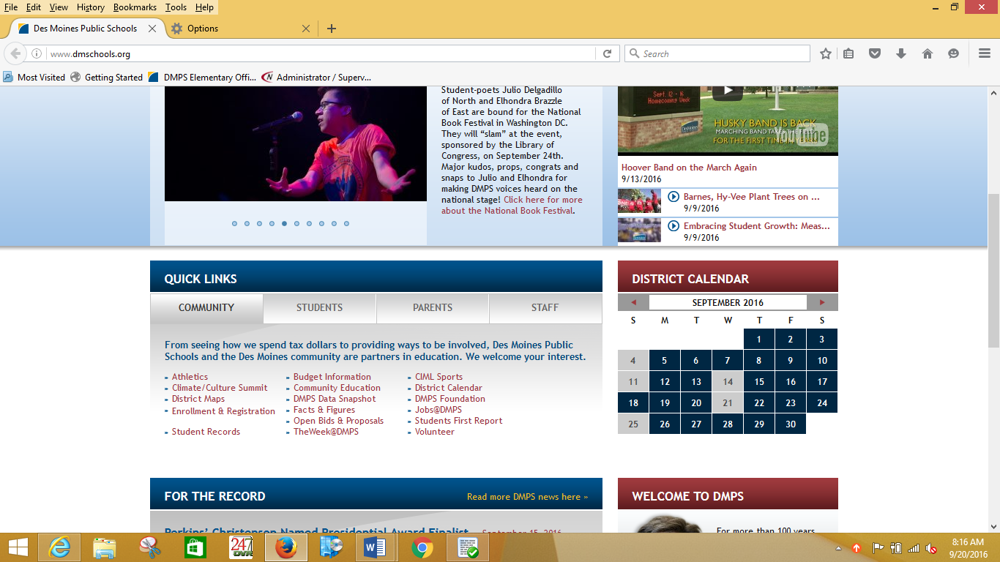 File Edit View History Bookmarks Tools Help
Des Moines Public Schools
Options
www.dmschools.org
Search
Most Visited
Getting Started
DMPS Elementary Offi...
Administrator / Superv...
Student-poets Julio Delgadillo
of North and Elhondra Brazzle
of East are bound for the National
Book Festival in Washington DC.
They will “slam” at the event,
sponsored by the Library of
Congress, on September 24th.
Major kudos, props, congrats and
snaps to Julio and Elhondra for
making DMPS voices heard on the
national stage! Click here for more
about the National Book Festival.
Sept. 12 - 16
Homecoming
Week
HUSKY BAND IS BACK
MARCHING BAND TAKES THE FIELD
FOR THE FIRST TIME IN YEARS
YouTube
Hoover Band on the March Again
9/13/2016
Barnes, Hy-Vee Plant Trees on ...
9/9/2016
Embracing Student Growth: Meas...
9/9/2016
QUICK LINKS
COMMUNITY STUDENTS PARENTS STAFF
From seeing how we spend tax dollars to providing ways to be involved, Des Moines Public
Schools and the Des Moines community are partners in education. We welcome your interest.
Athletics
Climate/Culture Summit
District Maps
Enrollment & Registration
Student Records
Budget Information
Community Education
DMPS Data Snapshot
Facts & Figures
Open Bids & Proposals
TheWeek@DMPS
CIML Sports
District Calendar
DMPS Foundation
Jobs@DMPS
Students First Report
Volunteer
DISTRICT CALENDAR
SEPTEMBER 2016
S M T W T F S
1 2 3
4 5 6 7 8 9 10
11 12 13 14 15 16 17
18 19 20 21 22 23 24
25 26 27 28 29 30
FOR THE RECORD
Read more DMPS news here »
Perkins’ Christensen Named Presidential Award Finalist September 15, 2016
WELCOME TO DMPS
For more than 100 years
247
DVR
8:16 AM
9/20/2016